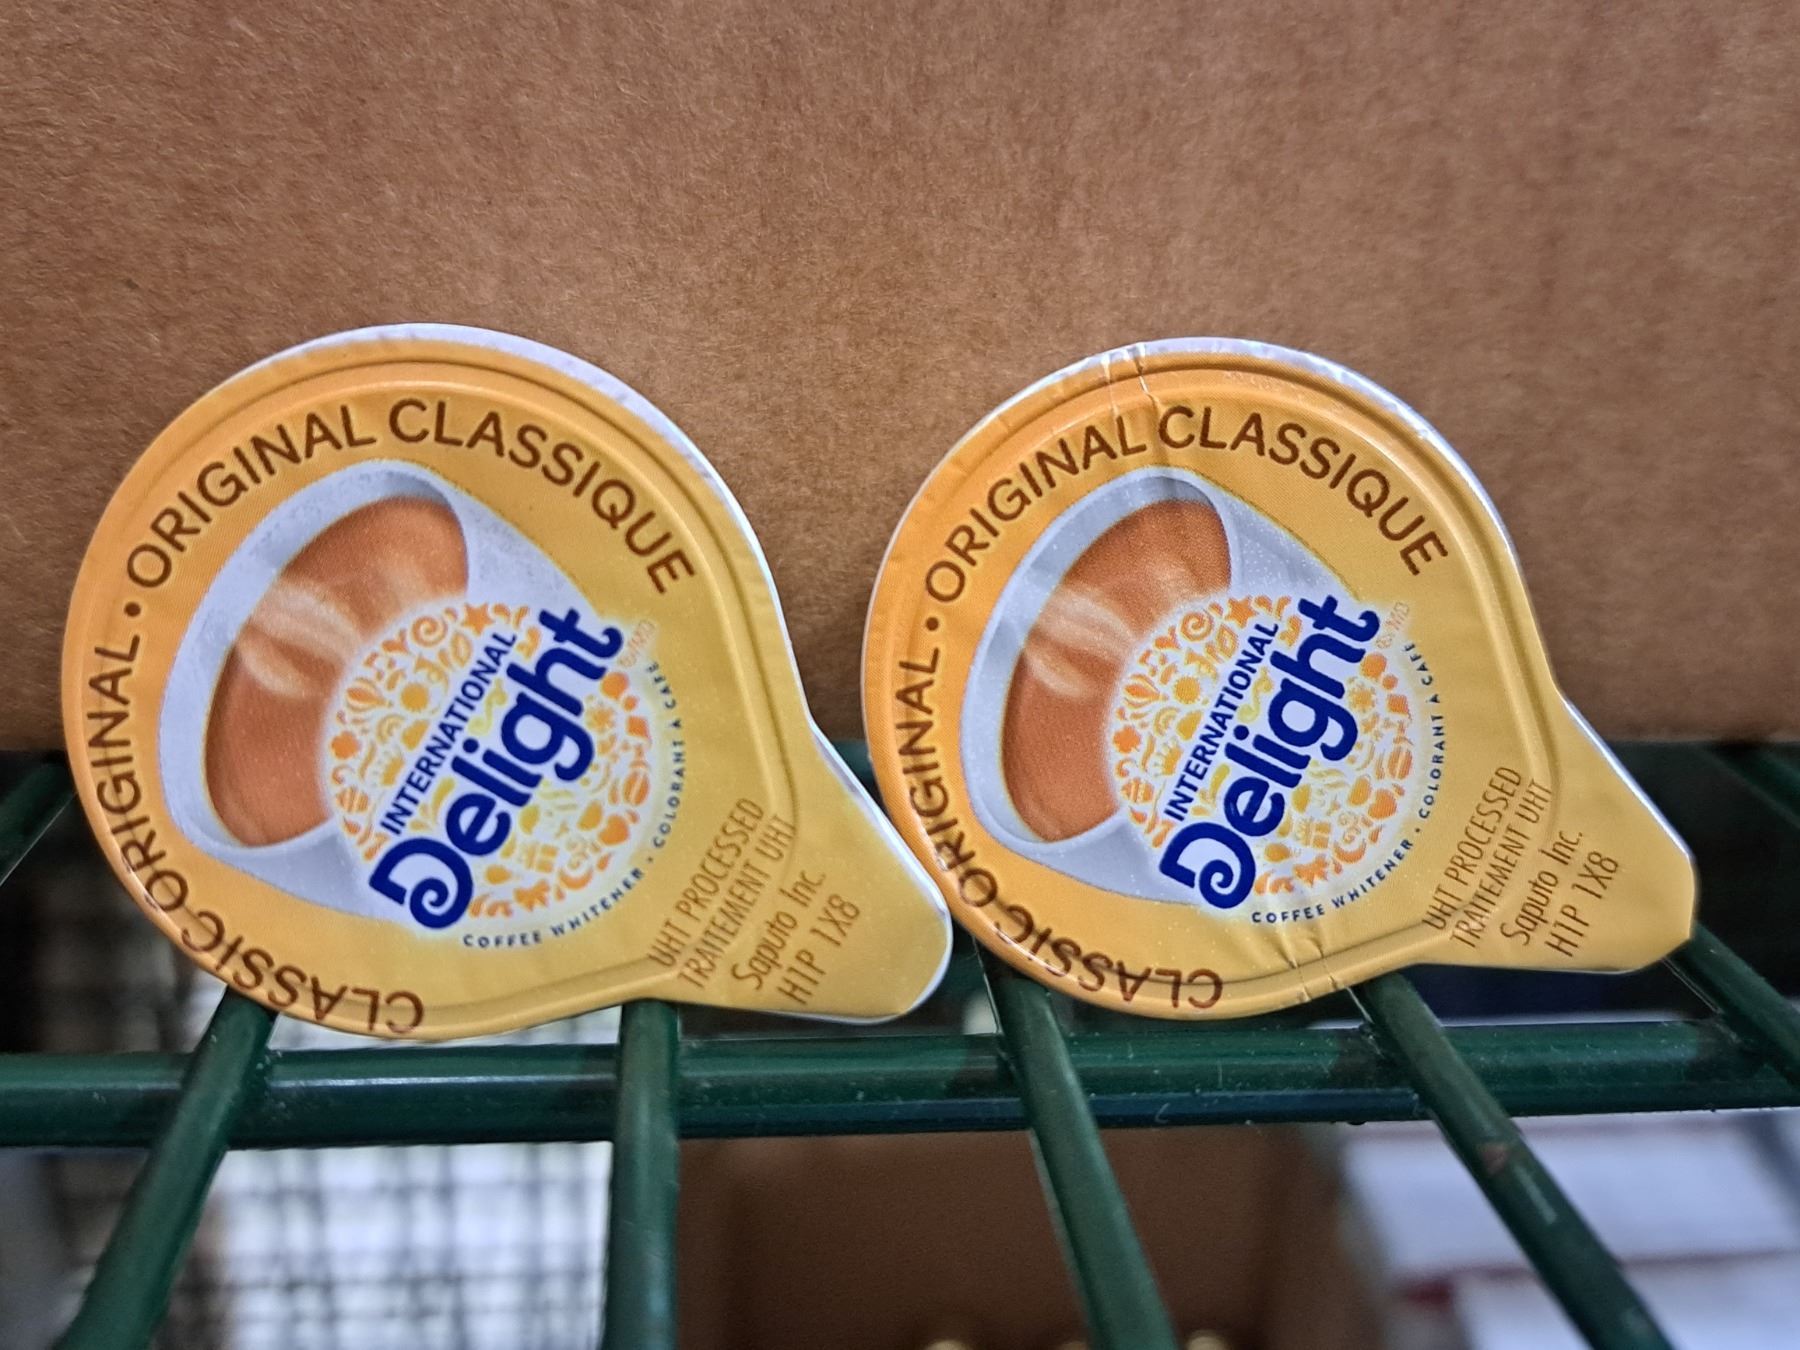 CLASSIC ORIGINAL • ORIGINAL CLASSIQUE
INTERNATIONAL
Delight
COFFEE WHITENER • COLORANT À CAFÉ
UHT PROCESSED
TRAITEMENT UHT
Saputo Inc.
H1P 1X8
CLASSIC ORIGINAL • ORIGINAL CLASSIQUE
INTERNATIONAL
Delight
COFFEE WHITENER • COLORANT À CAFÉ
UHT PROCESSED
TRAITEMENT UHT
Saputo Inc.
H1P 1X8